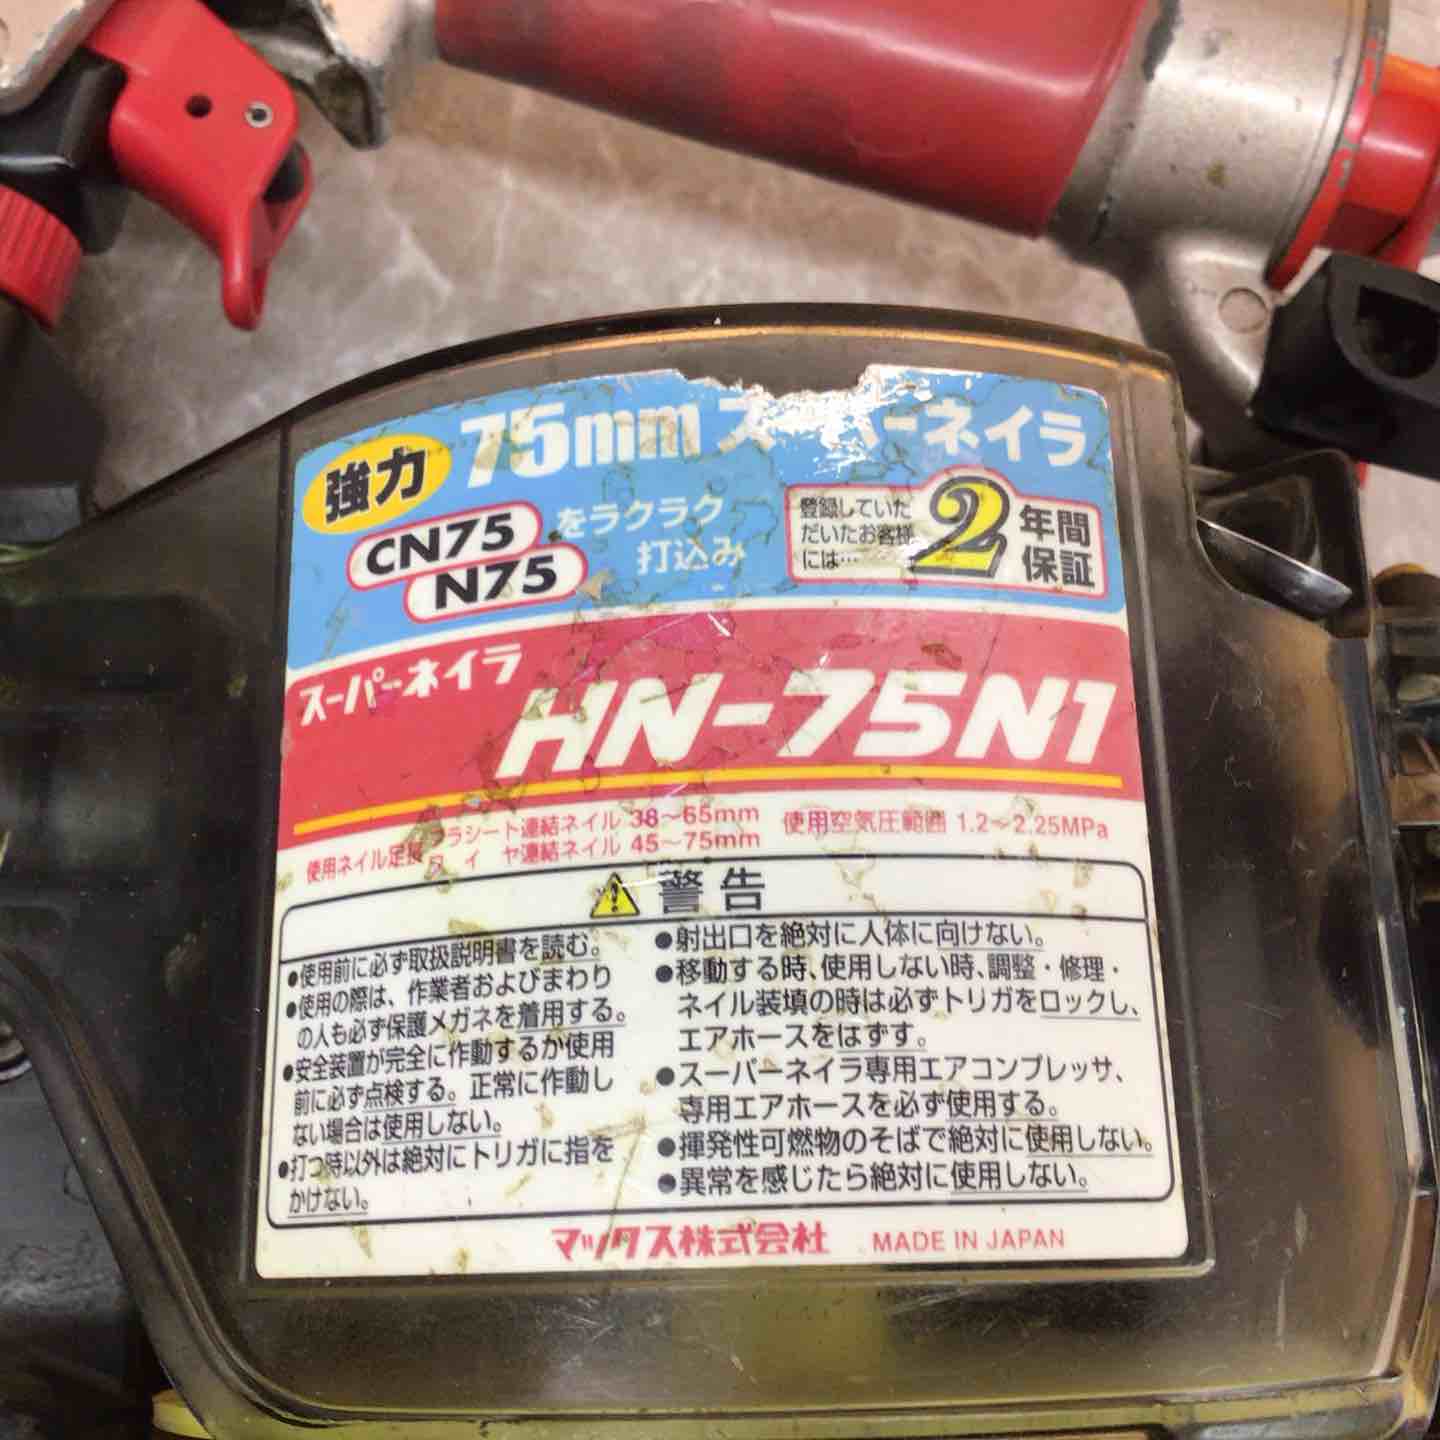 強力
75mm スーパーネイラ
CN75
N75
をラクラク
打込み
登録していた
だいたお客様
には…
2年間
保証
スーパーネイラ
HN-75N1
使用ネイル足長
プラシート連結ネイル 38～65mm
ワイヤ連結ネイル 45～75mm
使用空気圧範囲 1.2～2.25MPa
警告
●使用前に必ず取扱説明書を読む。
●使用の際は、作業者およびまわり
の人も必ず保護メガネを着用する。
●安全装置が完全に作動するか使用
前に必ず点検する。正常に作動し
ない場合は使用しない。
●打つ時以外は絶対にトリガに指を
かけない。
●射出口を絶対に人体に向けない。
●移動する時、使用しない時、調整・修理・
ネイル装填の時は必ずトリガをロックし、
エアホースをはずす。
●スーパーネイラ専用エアコンプレッサ、
専用エアホースを必ず使用する。
●揮発性可燃物のそばで絶対に使用しない。
●異常を感じたら絶対に使用しない。
マックス株式会社 MADE IN JAPAN